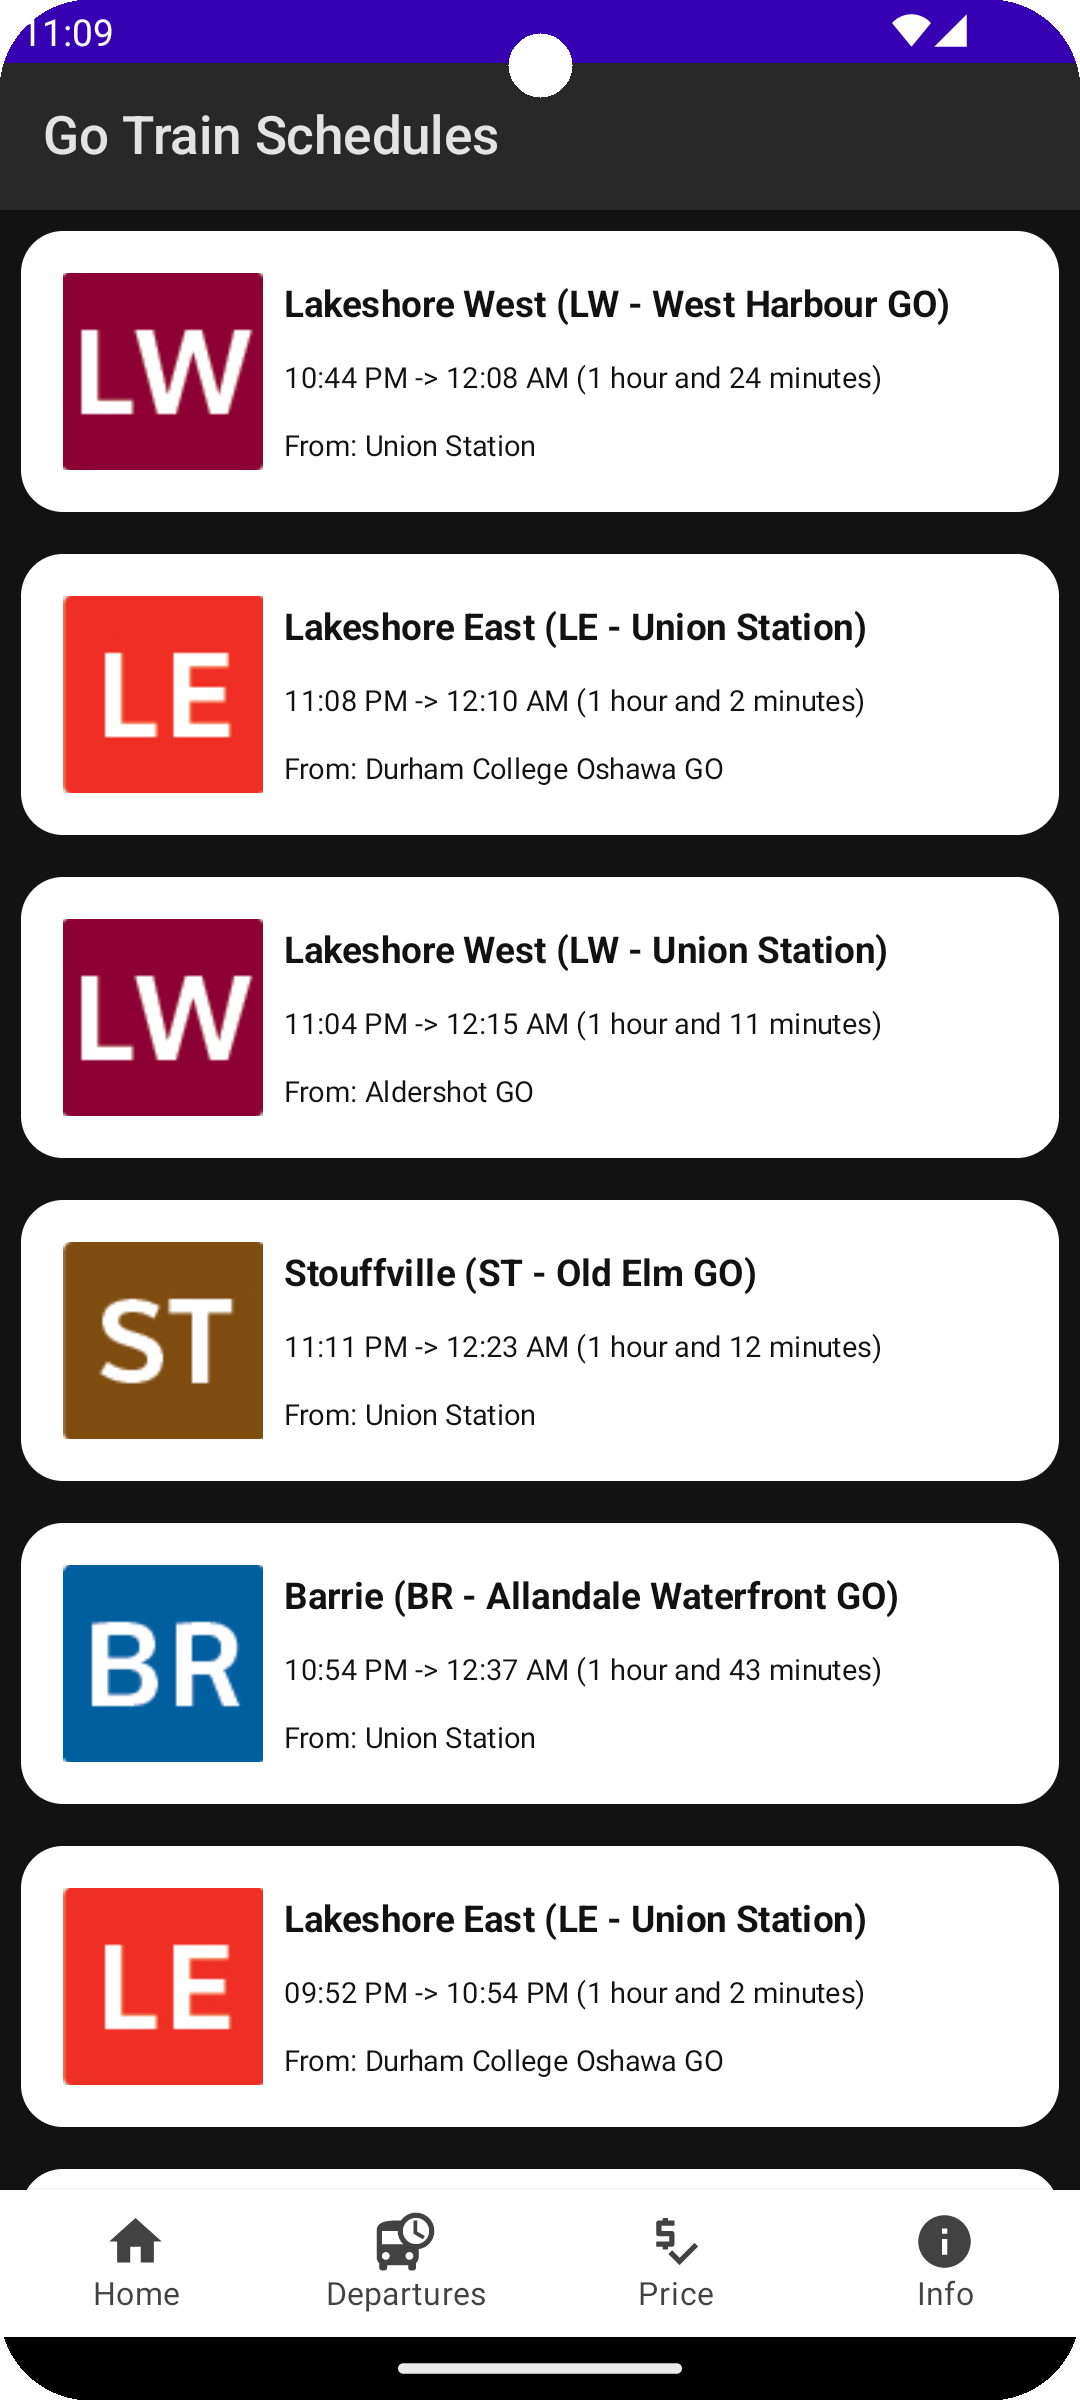 11:09
Go Train Schedules
LW
Lakeshore West (LW - West Harbour GO)
10:44 PM -> 12:08 AM (1 hour and 24 minutes)
From: Union Station
LE
Lakeshore East (LE - Union Station)
11:08 PM -> 12:10 AM (1 hour and 2 minutes)
From: Durham College Oshawa GO
LW
Lakeshore West (LW - Union Station)
11:04 PM -> 12:15 AM (1 hour and 11 minutes)
From: Aldershot GO
ST
Stouffville (ST - Old Elm GO)
11:11 PM -> 12:23 AM (1 hour and 12 minutes)
From: Union Station
BR
Barrie (BR - Allandale Waterfront GO)
10:54 PM -> 12:37 AM (1 hour and 43 minutes)
From: Union Station
LE
Lakeshore East (LE - Union Station)
09:52 PM -> 10:54 PM (1 hour and 2 minutes)
From: Durham College Oshawa GO
Home Departures Price Info